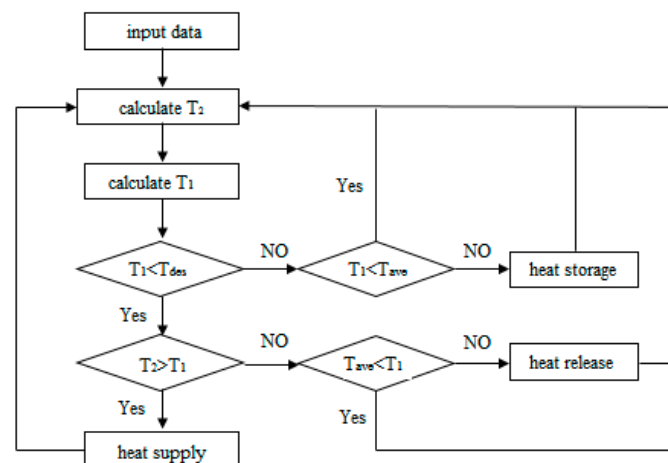 input data
calculate T₂
calculate T₁
Yes
T₁<Tdes
NO
T₁<Tave
NO
heat storage
Yes
T₂>T₁
NO
Tave<T₁
NO
heat release
Yes
Yes
heat supply